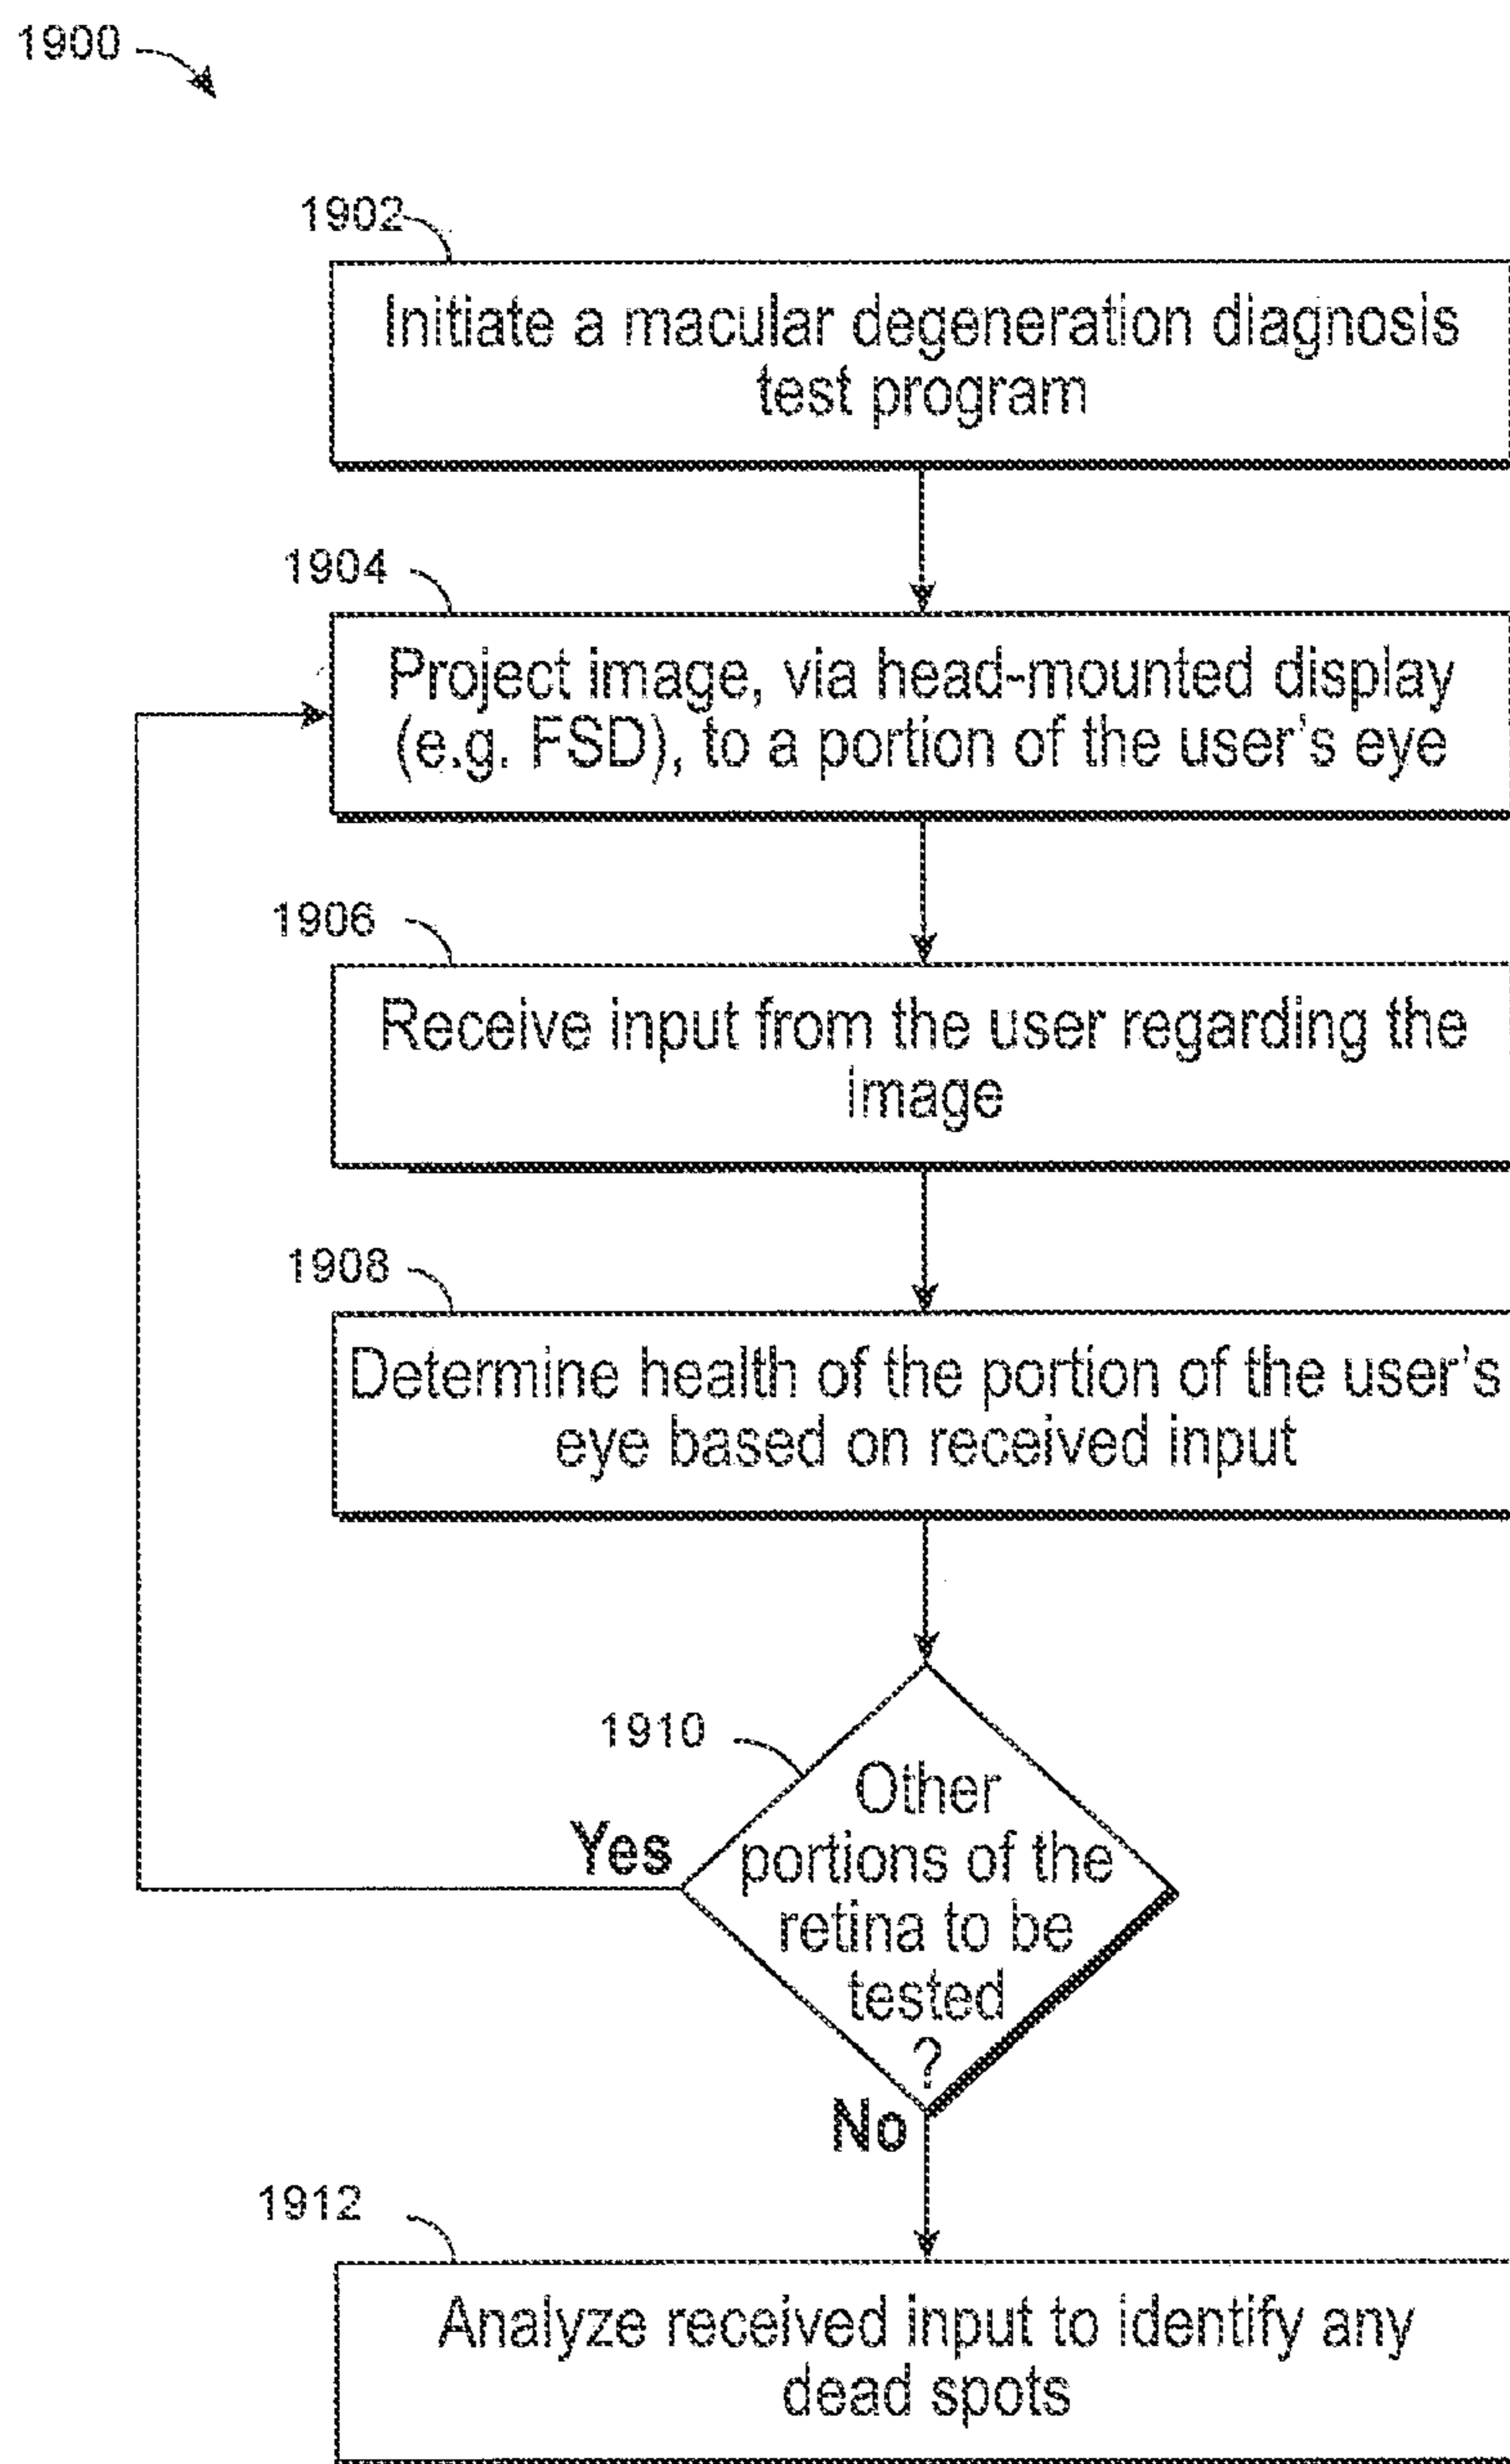 1900
1902
Initiate a macular degeneration diagnosis
test program
1904
Project image, via head-mounted display
(e.g. FSD), to a portion of the user's eye
1906
Receive input from the user regarding the
image
1908
Determine health of the portion of the user's
eye based on received input
1910
Other
portions of the
retina to be
tested
?
Yes
No
1912
Analyze received input to identify any
dead spots